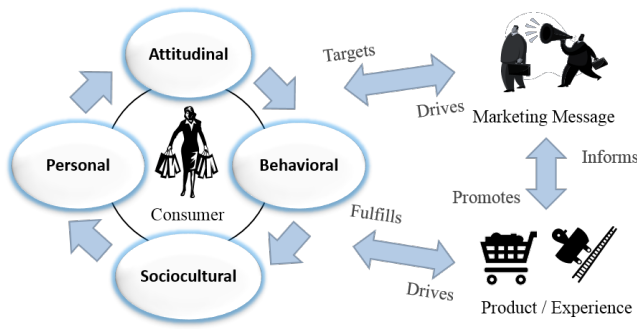 Attitudinal
Targets
Drives
Marketing Message
Personal
Behavioral
Consumer
Informs
Promotes
Fulfills
Sociocultural
Drives
Product / Experience